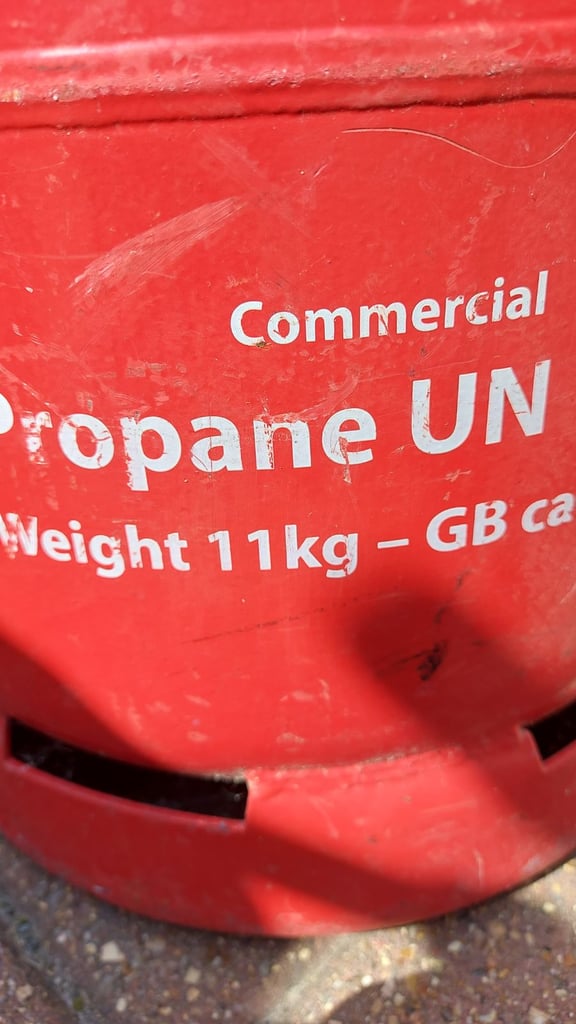 Commercial
Propane UN
Weight 11kg – GB ca